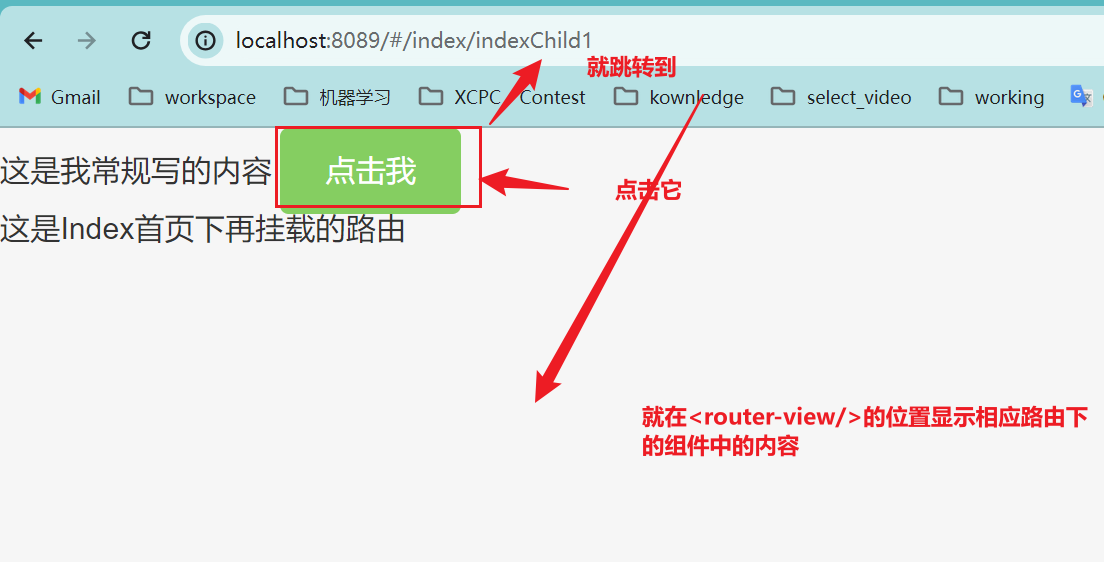 localhost:8089/#/index/indexChild1
就跳转到
Gmail workspace 机器学习 XCPC Contest kownledge select_video working
这是我常规写的内容 点击我
点击它
这是Index首页下再挂载的路由
就在<router-view/>的位置显示相应路由下
的组件中的内容